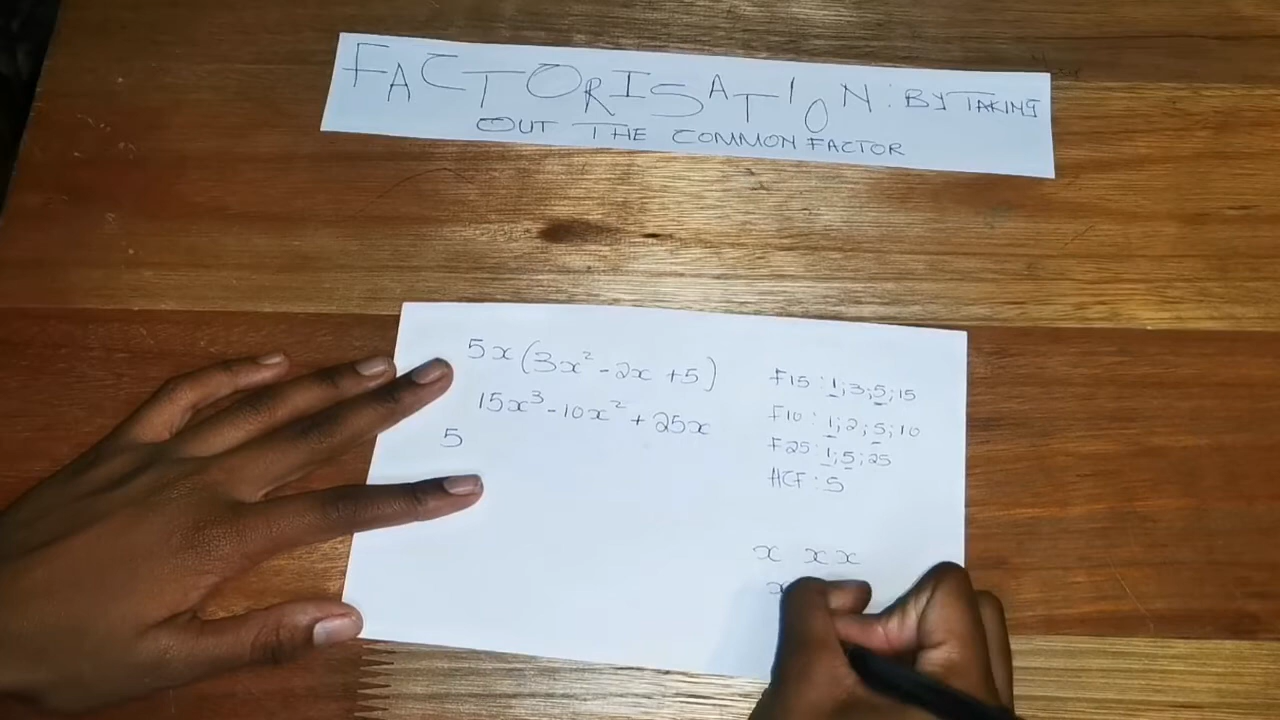 FACTORISATION: BY TAKING
OUT THE COMMON FACTOR
5x(3x² - 2x + 5)
15x³ - 10x² + 25x
5
F15 : 1;3;5;15
F10 : 1;2;5;10
F25: 1;5;25
HCF : 5
x x x
x